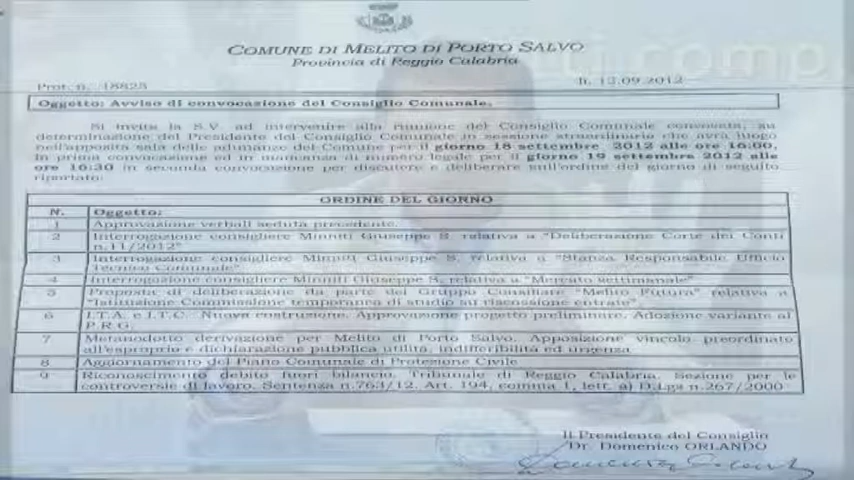 COMUNE DI MELITO DI PORTO SALVO
Provincia di Reggio Calabria
ti.comp
Prot. n. 18825
lì, 13.09.2012
Oggetto: Avviso di convocazione del Consiglio Comunale.
Si invita la S.V. ad intervenire alla riunione del Consiglio Comunale convocata, su
determinazione del Presidente del Consiglio Comunale in sessione straordinario che avrà luogo
nell'apposita sala delle adunanze del Comune per il giorno 18 settembre 2012 alle ore 16:00,
in prima convocazione ed in mancanza di numero legale per il giorno 19 settembre 2012 alle
ore 16:30 in seconda convocazione per discutere e deliberare sull'ordine del giorno di seguito
riportato:
ORDINE DEL GIORNO
N. Oggetto:
1 Approvazione verbali seduta precedente.
2 Interrogazione consigliere Minniti Giuseppe S. relativa a "Deliberazione Corte dei Conti
n.11/2012"
3 Interrogazione consigliere Minniti Giuseppe S. relativa a "Stanza Responsabile Ufficio
Tecnico Comunale"
4 Interrogazione consigliere Minniti Giuseppe S. relativa a "Mercato settimanale"
5 Proposte di deliberazione da parte del Gruppo Consiliare "Melito Futura" relativa a
"Istituzione Commissione temporanea di studio su riscossione entrate".
6 I.T.A. e I.T.C. Nuova costruzione. Approvazione progetto preliminare. Adozione variante al
P.R.G.
7 Metanodotto derivazione per Melito di Porto Salvo. Apposizione vincolo preordinato
all'esproprio e dichiarazione pubblica utilità, indifferibilità ed urgenza
8 Aggiornamento del Piano Comunale di Protezione Civile
9 Riconoscimento debito fuori bilancio. Tribunale di Reggio Calabria. Sezione per le
controversie di lavoro. Sentenza n.763/12. Art. 194, comma 1, lett. a) D.Lgs n.267/2000
Il Presidente del Consiglio
Dr. Domenico ORLANDO